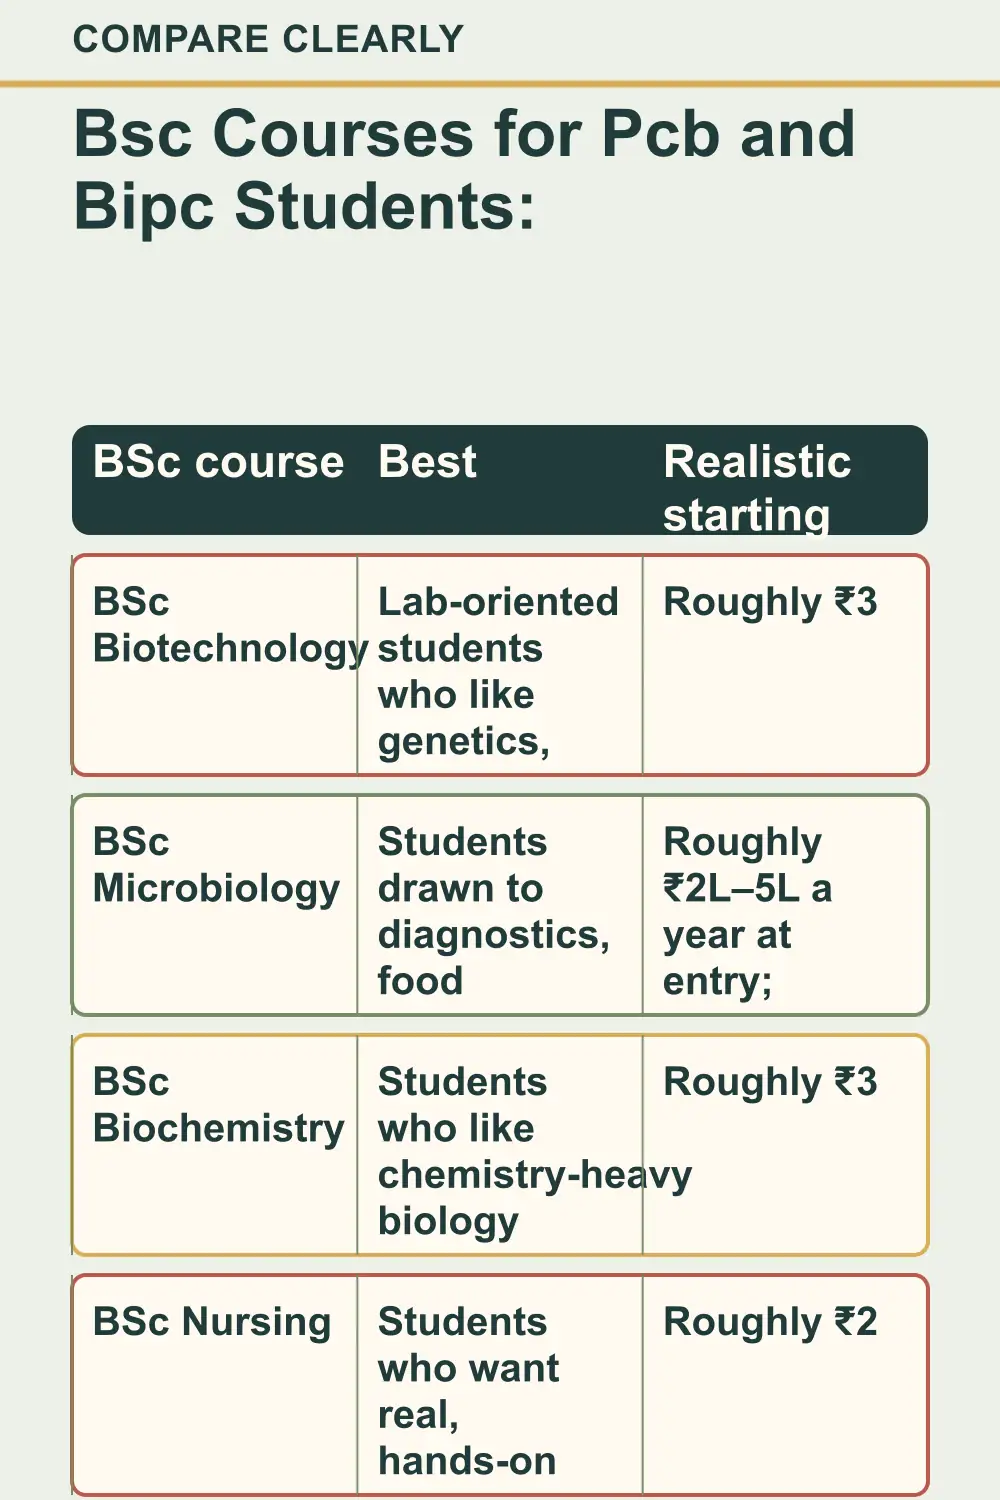 COMPARE CLEARLY
Bsc Courses for Pcb and
Bipc Students:
BSc course
Best
Realistic
starting
BSc
Biotechnology
Lab-oriented
students
who like
genetics,
Roughly ₹3
BSc
Microbiology
Students
drawn to
diagnostics,
food
Roughly
₹2L–5L a
year at
entry;
BSc
Biochemistry
Students
who like
chemistry-heavy
biology
Roughly ₹3
BSc Nursing
Students
who want
real,
hands-on
Roughly ₹2